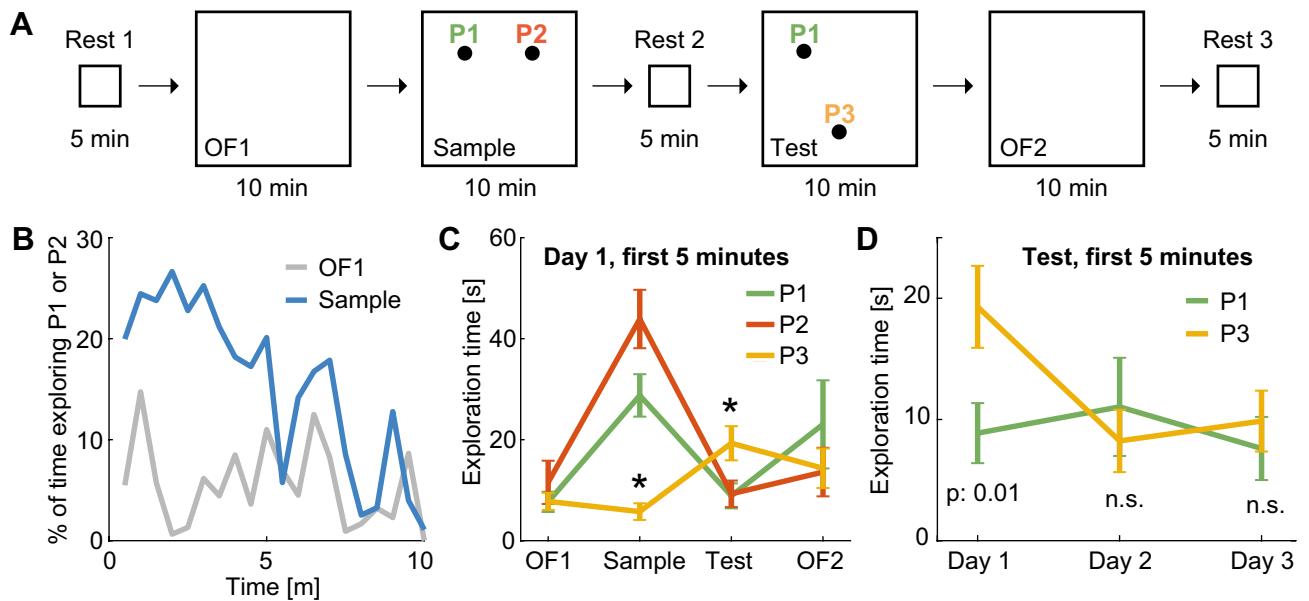 A
Rest 1
5 min
OF1
10 min
P1 P2
Sample
10 min
Rest 2
5 min
P1
P3
Test
10 min
OF2
10 min
Rest 3
5 min
B
% of time exploring P1 or P2
30
20
10
0
OF1
Sample
0 5 10
Time [m]
C
Day 1, first 5 minutes
Exploration time [s]
60
40
20
0
P1
P2
P3
*
*
OF1 Sample Test OF2
D
Test, first 5 minutes
Exploration time [s]
20
10
0
P1
P3
p: 0.01
n.s.
n.s.
Day 1 Day 2 Day 3